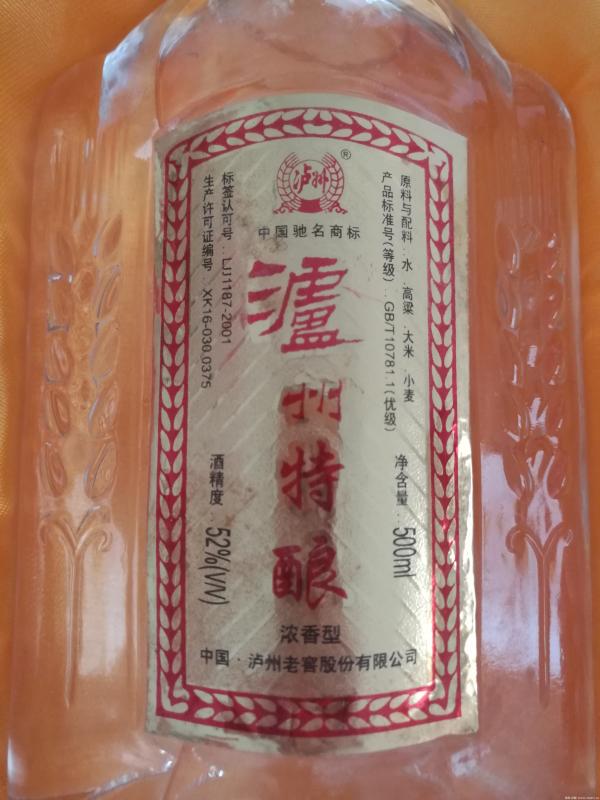 泸州
®
中国驰名商标
瀘
州
特
酿
原料与配料：水、高粱、大米、小麦
产品标准号(等级)：GB/T10781.1(优级)
标签认可号：LJ1187-2001
生产许可证编号：XK16-030 0375
净含量：500ml
酒精度：52%(V/V)
浓香型
中国·泸州老窖股份有限公司